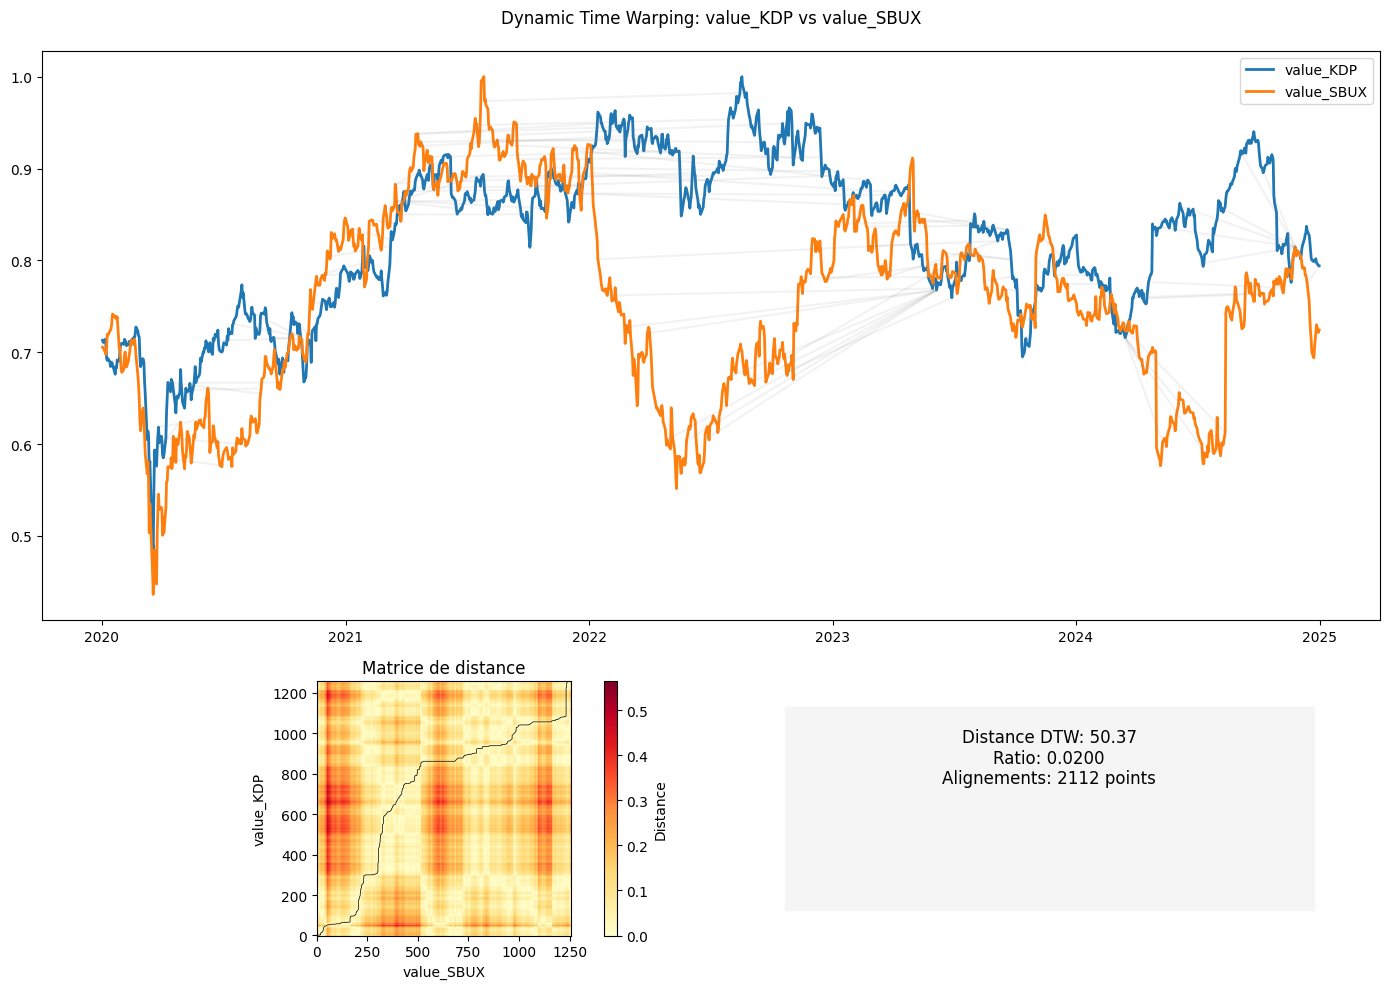 Dynamic Time Warping: value_KDP vs value_SBUX
value_KDP
value_SBUX
1.0
0.9
0.8
0.7
0.6
0.5
2020 2021 2022 2023 2024 2025
Matrice de distance
value_KDP
1200
1000
800
600
400
200
0
0 250 500 750 1000 1250
value_SBUX
0.5
0.4
0.3
0.2
0.1
0.0
Distance
Distance DTW: 50.37
Ratio: 0.0200
Alignements: 2112 points